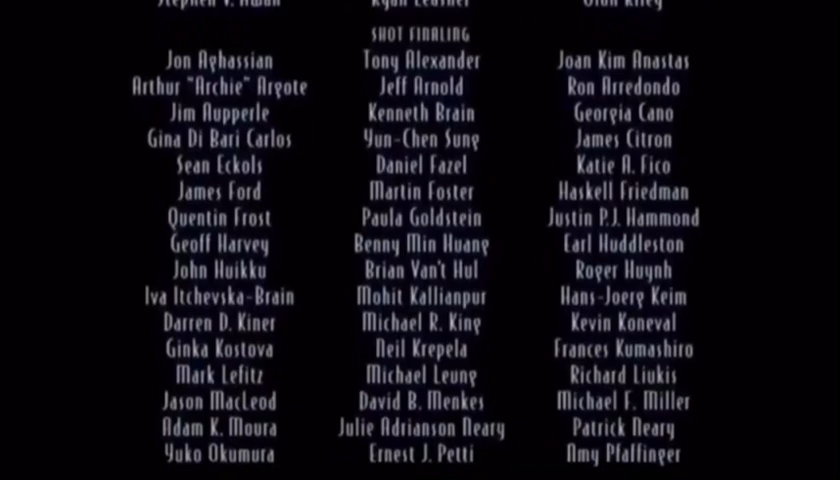 SHOT FINALING
Jon Aghassian Tony Alexander Joan Kim Anastas
Arthur "Archie" Argote Jeff Arnold Ron Arredondo
Jim Aupperle Kenneth Brain Georgia Cano
Gina Di Bari Carlos Yun-Chen Sung James Citron
Sean Eckols Daniel Fazel Katie A. Fico
James Ford Martin Foster Haskell Friedman
Quentin Frost Paula Goldstein Justin P.J. Hammond
Geoff Harvey Benny Min Huang Earl Huddleston
John Huikku Brian Van't Hul Roger Huynh
Iva Itchevska-Brain Mohit Kallianpur Hans-Joerg Keim
Darren D. Kiner Michael R. King Kevin Koneval
Ginka Kostova Neil Krepela Frances Kumashiro
Mark Lefitz Michael Leung Richard Liukis
Jason MacLeod David B. Menkes Michael F. Miller
Adam K. Moura Julie Adrianson Neary Patrick Neary
Yuko Okumura Ernest J. Petti Amy Pfaffinger